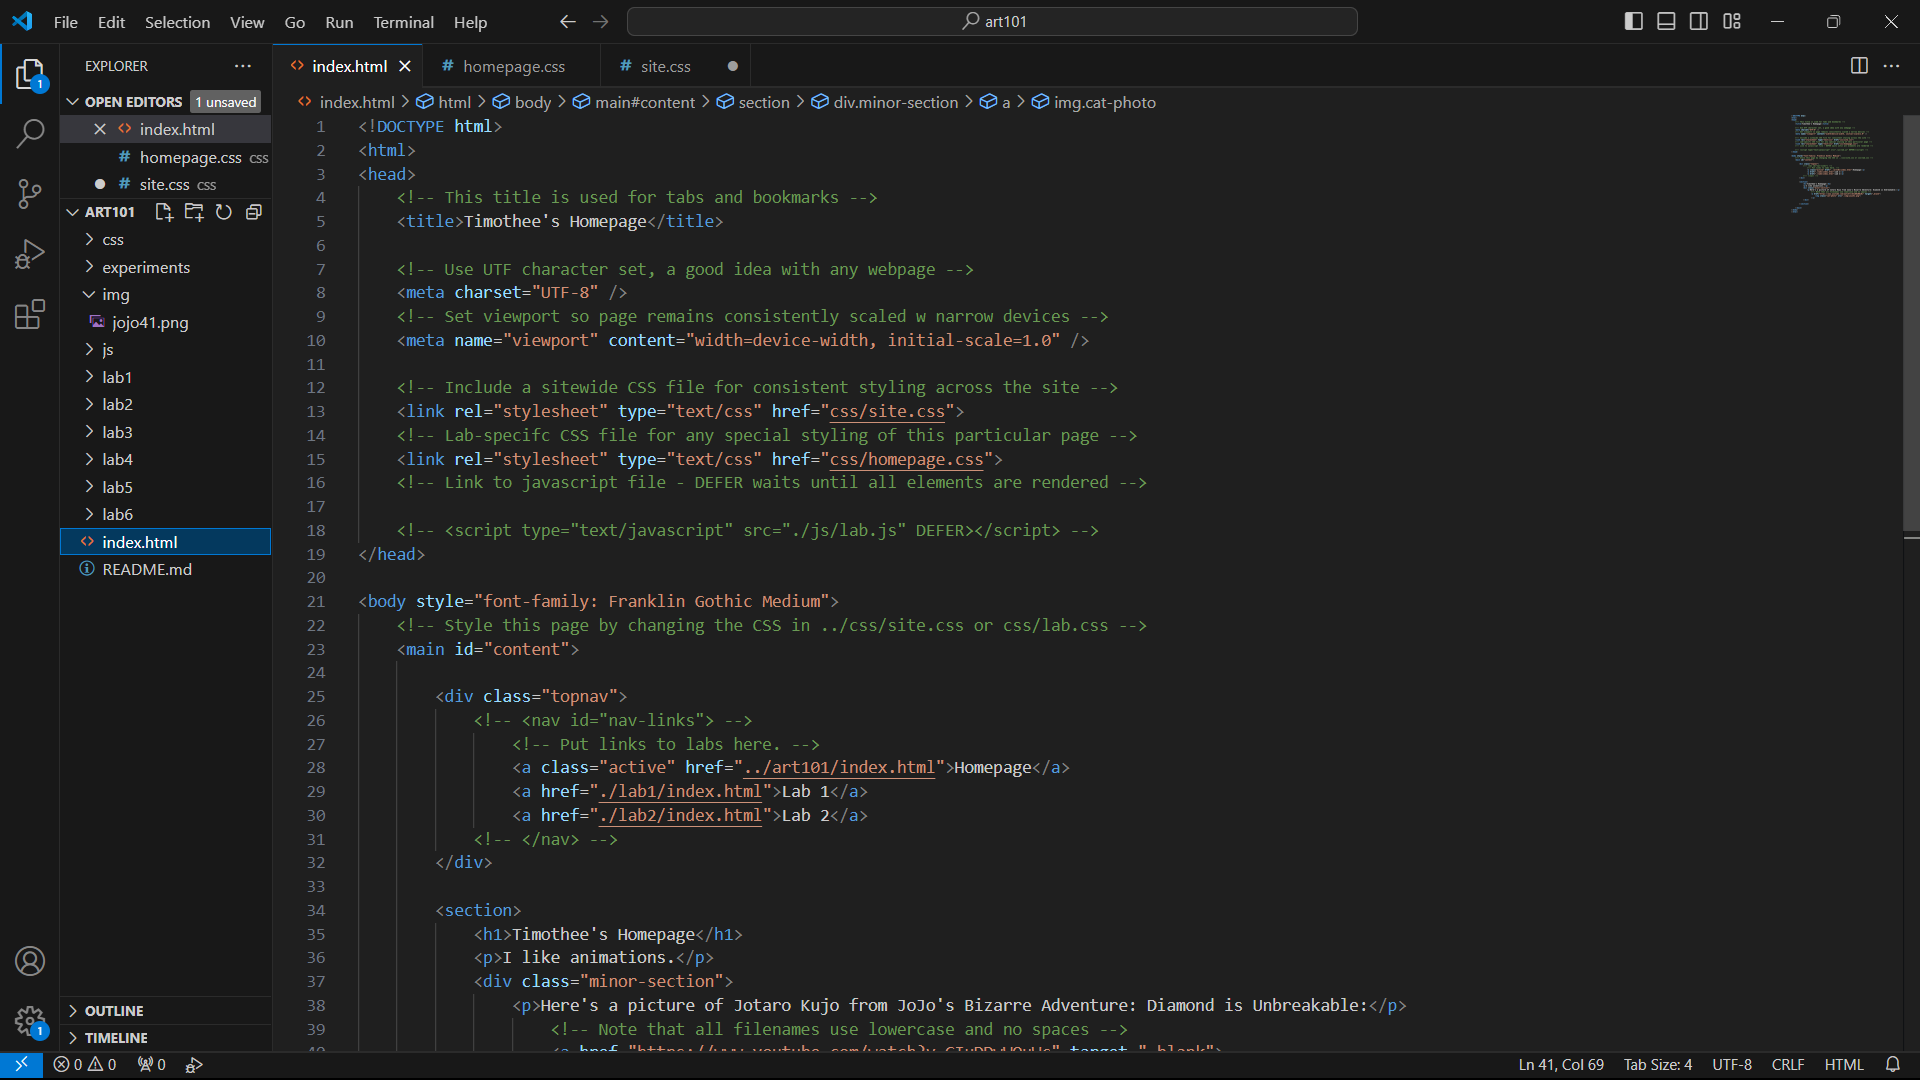 File Edit Selection View Go Run Terminal Help
art101
EXPLORER
OPEN EDITORS 1 unsaved
index.html
homepage.css css
site.css css
ART101
css
experiments
img
jojo41.png
js
lab1
lab2
lab3
lab4
lab5
lab6
index.html
README.md
OUTLINE
TIMELINE
1
1
index.html homepage.css site.css
index.html > html > body > main#content > section > div.minor-section > a > img.cat-photo
1 <!DOCTYPE html>
2 <html>
3 <head>
4 <!-- This title is used for tabs and bookmarks -->
5 <title>Timothee's Homepage</title>
6
7 <!-- Use UTF character set, a good idea with any webpage -->
8 <meta charset="UTF-8" />
9 <!-- Set viewport so page remains consistently scaled w narrow devices -->
10 <meta name="viewport" content="width=device-width, initial-scale=1.0" />
11
12 <!-- Include a sitewide CSS file for consistent styling across the site -->
13 <link rel="stylesheet" type="text/css" href="css/site.css">
14 <!-- Lab-specifc CSS file for any special styling of this particular page -->
15 <link rel="stylesheet" type="text/css" href="css/homepage.css">
16 <!-- Link to javascript file - DEFER waits until all elements are rendered -->
17
18 <!-- <script type="text/javascript" src="./js/lab.js" DEFER></script> -->
19 </head>
20
21 <body style="font-family: Franklin Gothic Medium">
22 <!-- Style this page by changing the CSS in ../css/site.css or css/lab.css -->
23 <main id="content">
24
25 <div class="topnav">
26 <!-- <nav id="nav-links"> -->
27 <!-- Put links to labs here. -->
28 <a class="active" href="../art101/index.html">Homepage</a>
29 <a href="./lab1/index.html">Lab 1</a>
30 <a href="./lab2/index.html">Lab 2</a>
31 <!-- </nav> -->
32 </div>
33
34 <section>
35 <h1>Timothee's Homepage</h1>
36 <p>I like animations.</p>
37 <div class="minor-section">
38 <p>Here's a picture of Jotaro Kujo from JoJo's Bizarre Adventure: Diamond is Unbreakable:</p>
39 <!-- Note that all filenames use lowercase and no spaces -->
0 0 0
Ln 41, Col 69 Tab Size: 4 UTF-8 CRLF HTML